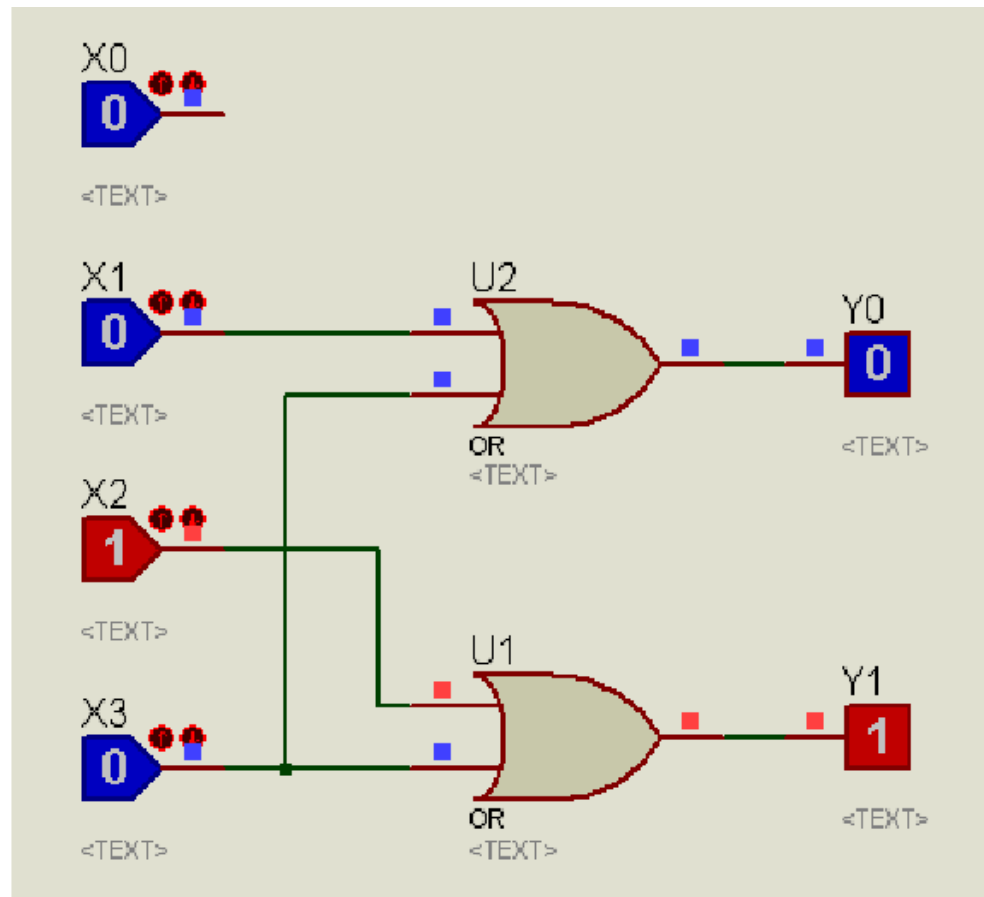 X0
0
<TEXT>
X1
0
<TEXT>
U2
OR
<TEXT>
Y0
0
<TEXT>
X2
1
<TEXT>
X3
0
<TEXT>
U1
OR
<TEXT>
Y1
1
<TEXT>